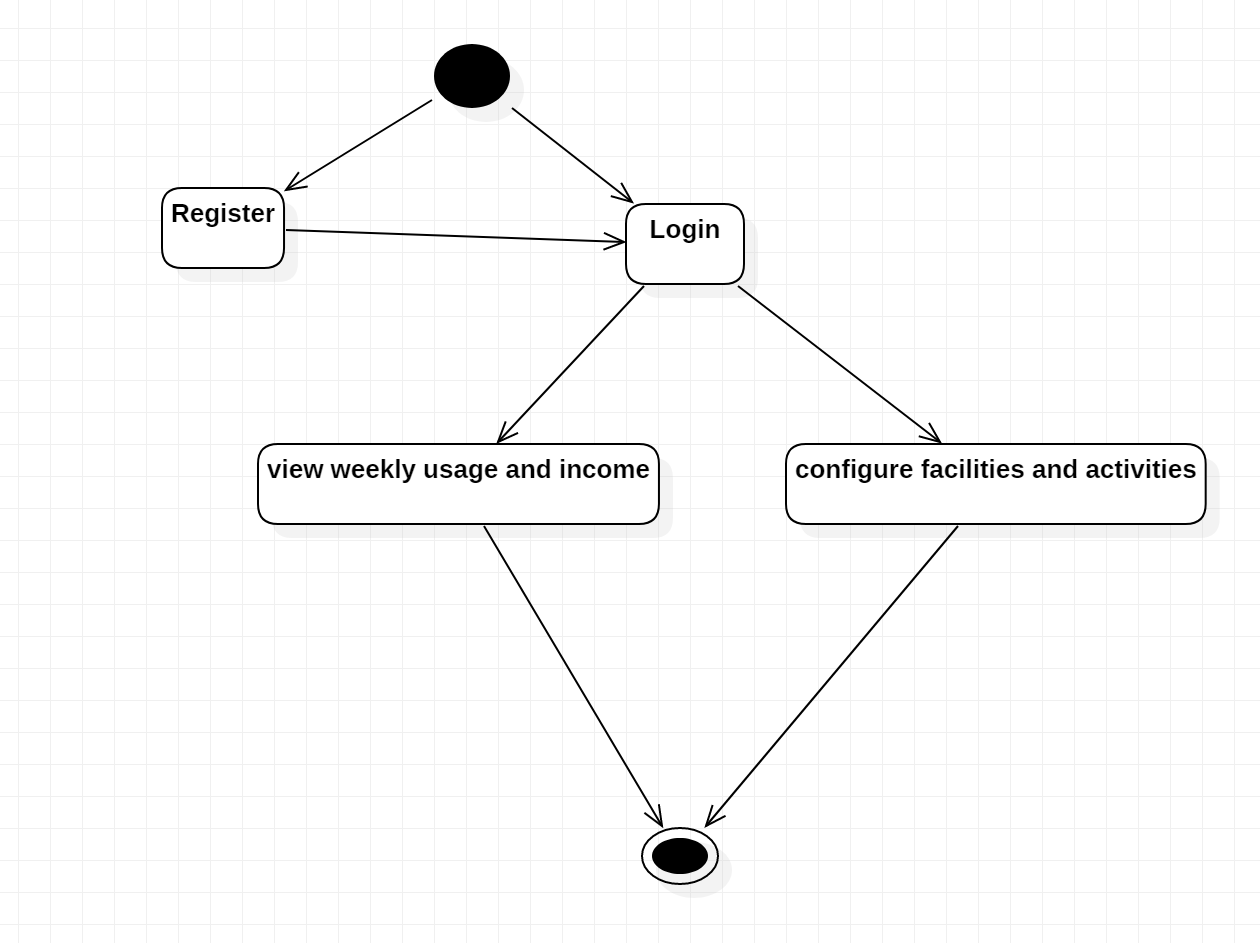 Register
Login
view weekly usage and income
configure facilities and activities